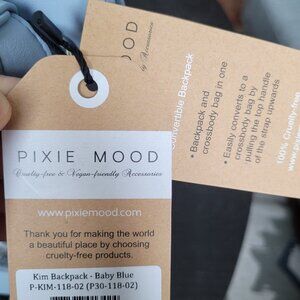 PIXIE MOOD
Cruelty-free & Vegan-friendly Accessories
www.pixiemood.com
Thank you for making the world
a beautiful place by choosing
cruelty-free products.
Kim Backpack - Baby Blue
P-KIM-118-02 (P30-118-02)
MOOD
by Accessories
Convertible Backpack
• Backpack and
crossbody bag in one
• Easily converts to a
crossbody bag by
pulling the top handle
of the strap upwards
100% Cruelty